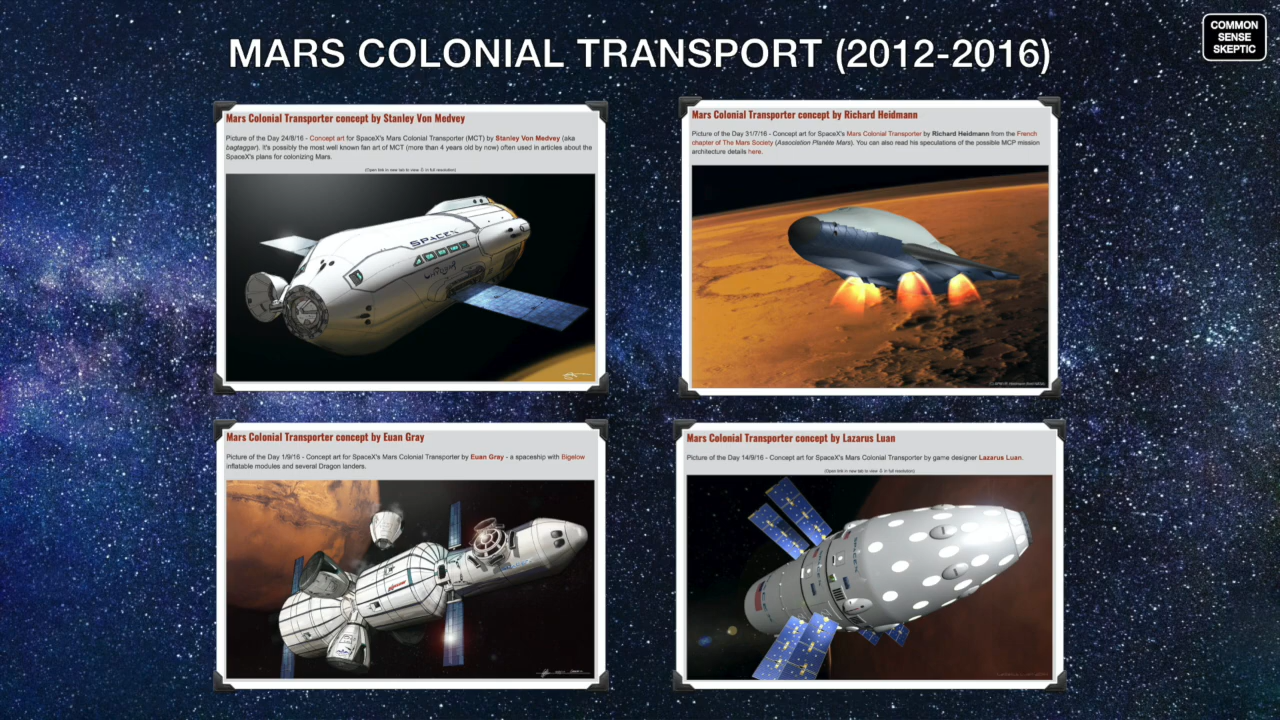 COMMON
SENSE
SKEPTIC
MARS COLONIAL TRANSPORT (2012-2016)
Mars Colonial Transporter concept by Stanley Von Medvey
Picture of the Day 24/8/16 - Concept art for SpaceX's Mars Colonial Transporter (MCT) by Stanley Von Medvey (aka
bagtaggar). It's possibly the most well known fan art of MCT (more than 4 years old by now) often used in articles about the
SpaceX's plans for colonizing Mars.
(Open link in new tab to view it in full resolution)
SPACEX
Mars Colonial Transporter concept by Richard Heidmann
Picture of the Day 31/7/16 - Concept art for SpaceX's Mars Colonial Transporter by Richard Heidmann from the French
chapter of The Mars Society (Association Planète Mars). You can also read his speculations of the possible MCP mission
architecture details here.
Mars Colonial Transporter concept by Euan Gray
Picture of the Day 1/9/16 - Concept art for SpaceX's Mars Colonial Transporter by Euan Gray - a spaceship with Bigelow
inflatable modules and several Dragon landers.
Mars Colonial Transporter concept by Lazarus Luan
Picture of the Day 14/9/16 - Concept art for SpaceX's Mars Colonial Transporter by game designer Lazarus Luan.
(Open link in new tab to view it in full resolution)